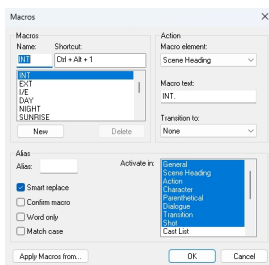 Macros
Macros
Name: Shortcut:
INT Ctrl + Alt + 1
INT
EXT
I/E
DAY
NIGHT
SUNRISE
New Delete
Action
Macro element:
Scene Heading
Macro text:
INT.
Transition to:
None
Alias
Alias:
Smart replace
Confirm macro
Word only
Match case
Activate in:
General
Scene Heading
Action
Character
Parenthetical
Dialogue
Transition
Shot
Cast List
Apply Macros from... OK Cancel